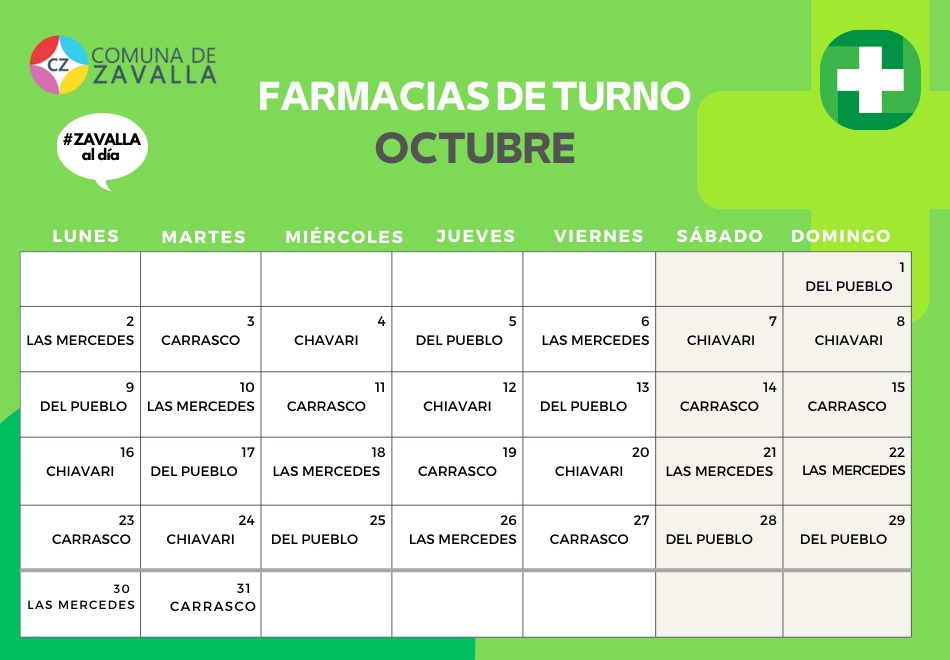 CZ
COMUNA DE
ZAVALLA
#ZAVALLA
al día
FARMACIAS DE TURNO
OCTUBRE
LUNES MARTES MIÉRCOLES JUEVES VIERNES SÁBADO DOMINGO
1
DEL PUEBLO
2 3 4 5 6 7 8
LAS MERCEDES CARRASCO CHAVARI DEL PUEBLO LAS MERCEDES CHIAVARI CHIAVARI
9 10 11 12 13 14 15
DEL PUEBLO LAS MERCEDES CARRASCO CHIAVARI DEL PUEBLO CARRASCO CARRASCO
16 17 18 19 20 21 22
CHIAVARI DEL PUEBLO LAS MERCEDES CARRASCO CHIAVARI LAS MERCEDES LAS MERCEDES
23 24 25 26 27 28 29
CARRASCO CHIAVARI DEL PUEBLO LAS MERCEDES CARRASCO DEL PUEBLO DEL PUEBLO
30 31
LAS MERCEDES CARRASCO